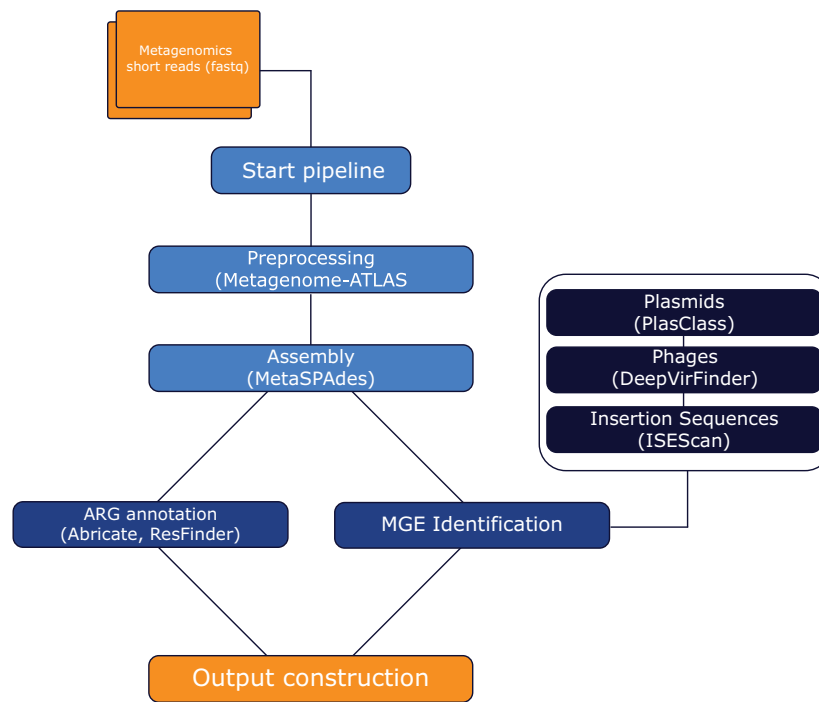 Metagenomics
short reads (fastq)
Start pipeline
Preprocessing
(Metagenome-ATLAS
Assembly
(MetaSPAdes)
Plasmids
(PlasClass)
Phages
(DeepVirFinder)
Insertion Sequences
(ISEScan)
ARG annotation
(Abricate, ResFinder)
MGE Identification
Output construction